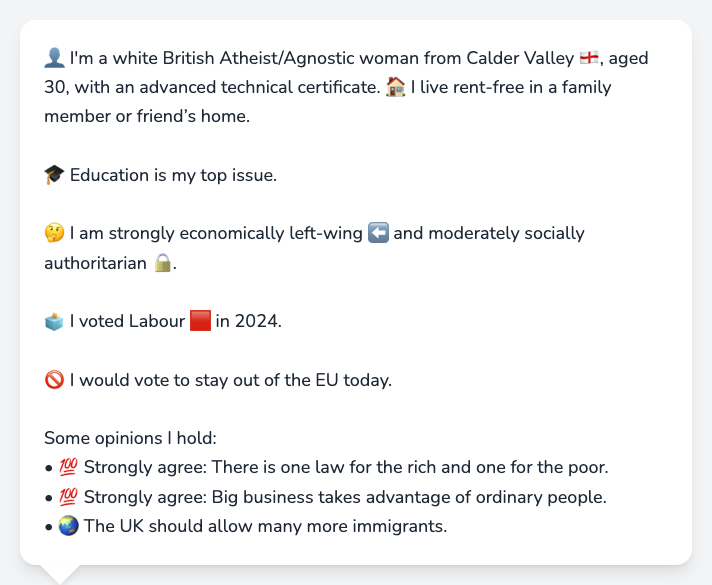 👤 I'm a white British Atheist/Agnostic woman from Calder Valley 🏴󠁧󠁢󠁥󠁮󠁧󠁿, aged
30, with an advanced technical certificate. 🏠 I live rent-free in a family
member or friend’s home.
🎓 Education is my top issue.
🤔 I am strongly economically left-wing ⬅️ and moderately socially
authoritarian 🔒.
🗳️ I voted Labour 🟥 in 2024.
🚫 I would vote to stay out of the EU today.
Some opinions I hold:
• 💯 Strongly agree: There is one law for the rich and one for the poor.
• 💯 Strongly agree: Big business takes advantage of ordinary people.
• 🌏 The UK should allow many more immigrants.